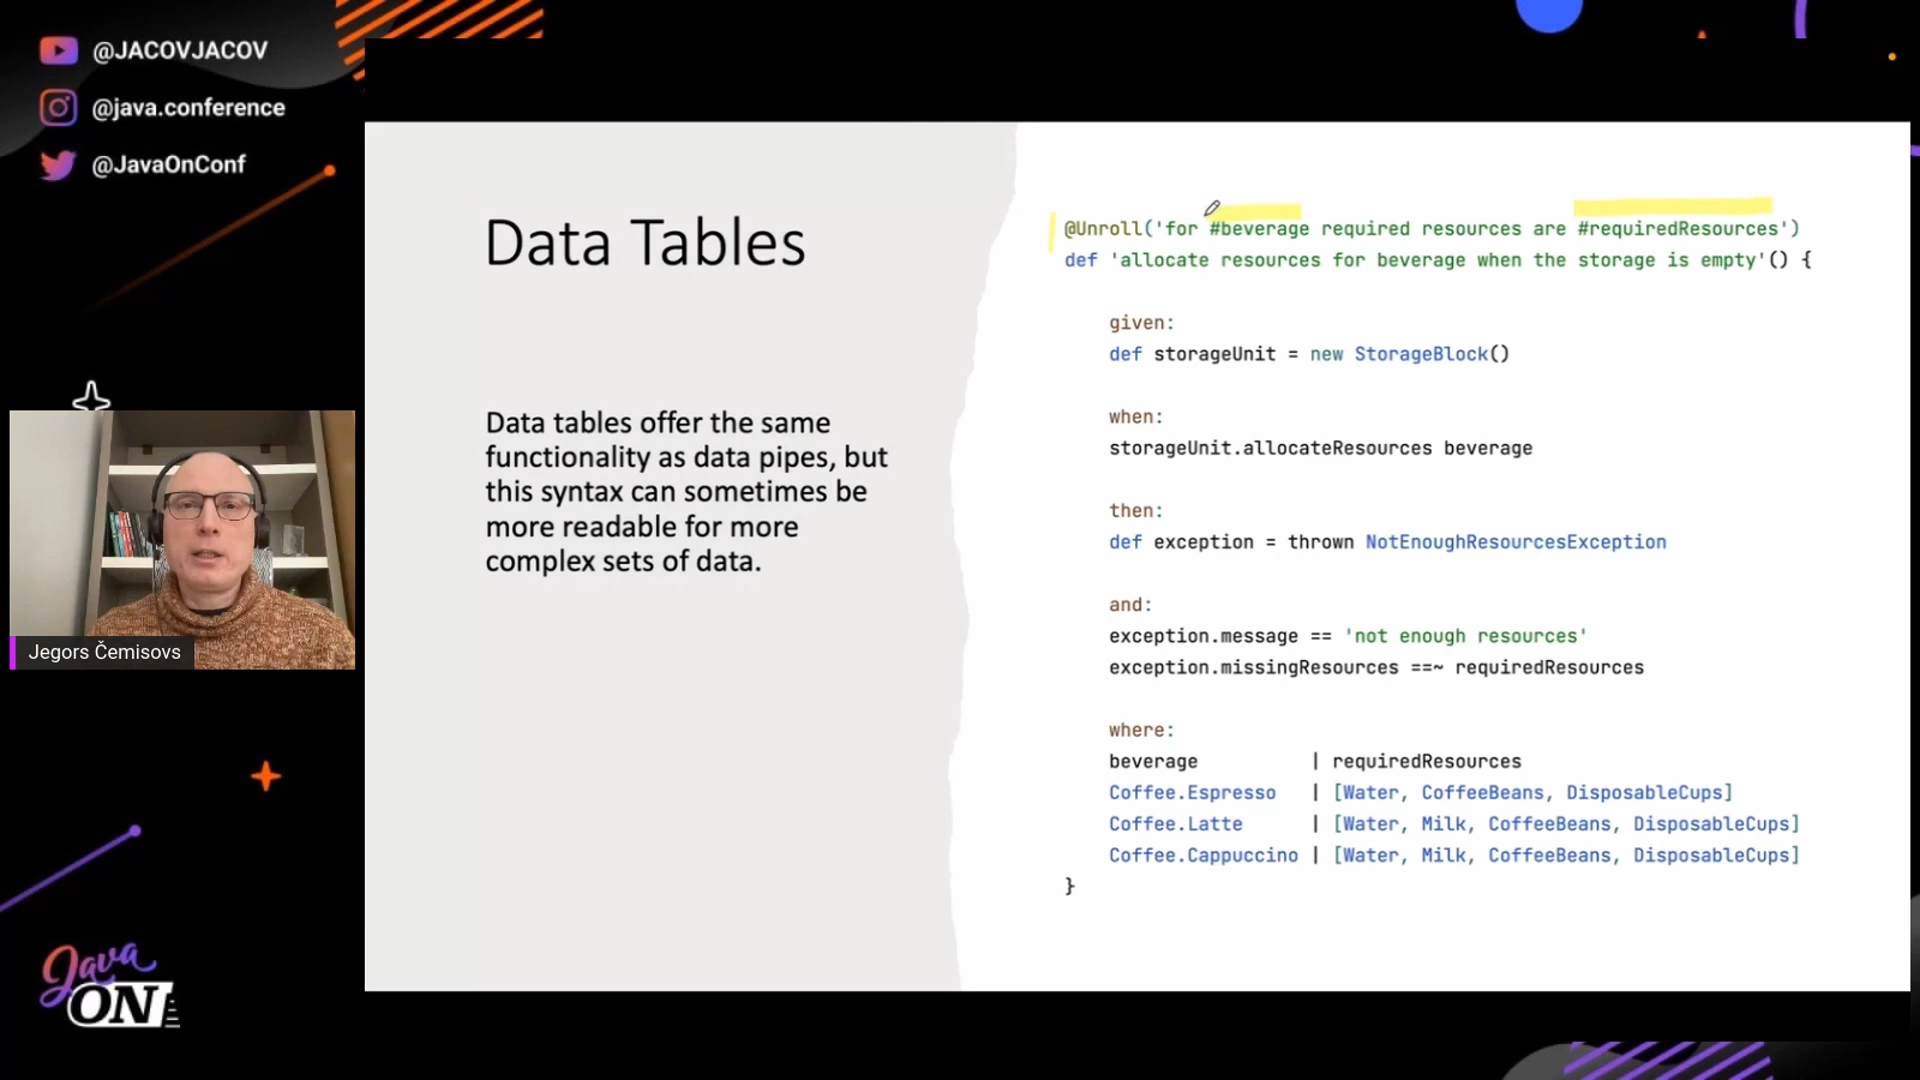 @JACOVJACOV
@java.conference
@JavaOnConf
Jegors Čemisovs
Java
ON
Data Tables
Data tables offer the same
functionality as data pipes, but
this syntax can sometimes be
more readable for more
complex sets of data.
@Unroll('for #beverage required resources are #requiredResources')
def 'allocate resources for beverage when the storage is empty'() {
given:
def storageUnit = new StorageBlock()
when:
storageUnit.allocateResources beverage
then:
def exception = thrown NotEnoughResourcesException
and:
exception.message == 'not enough resources'
exception.missingResources ==~ requiredResources
where:
beverage | requiredResources
Coffee.Espresso | [Water, CoffeeBeans, DisposableCups]
Coffee.Latte | [Water, Milk, CoffeeBeans, DisposableCups]
Coffee.Cappuccino | [Water, Milk, CoffeeBeans, DisposableCups]
}